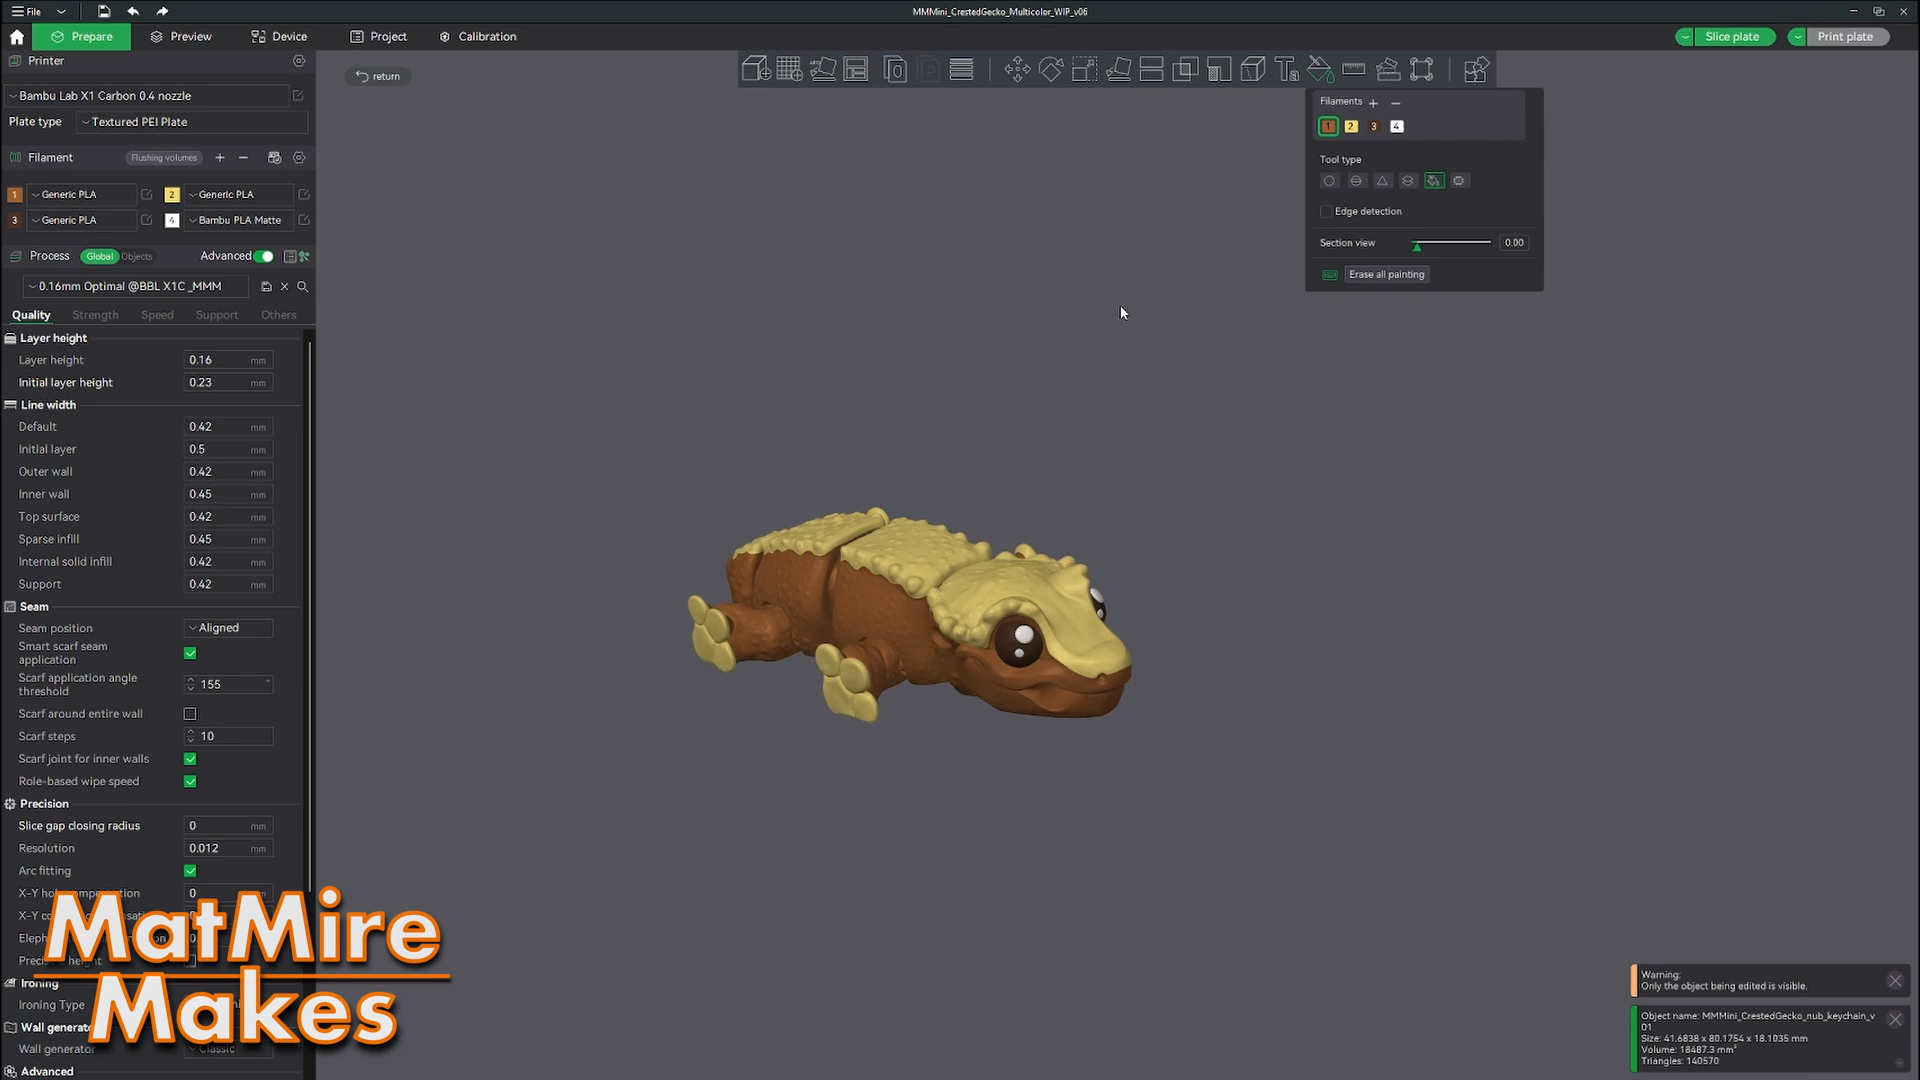 File
MMMini_CrestedGecko_Multicolor_WIP_v06
Prepare
Preview
Device
Project
Calibration
Slice plate
Print plate
Printer
return
Bambu Lab X1 Carbon 0.4 nozzle
Plate type
Textured PEI Plate
Filament
Flushing volumes
1 Generic PLA
2 Generic PLA
3 Generic PLA
4 Bambu PLA Matte
Process
Global
Objects
Advanced
0.16mm Optimal @BBL X1C _MMM
Quality
Strength
Speed
Support
Others
Layer height
Layer height 0.16 mm
Initial layer height 0.23 mm
Line width
Default 0.42 mm
Initial layer 0.5 mm
Outer wall 0.42 mm
Inner wall 0.45 mm
Top surface 0.42 mm
Sparse infill 0.45 mm
Internal solid infill 0.42 mm
Support 0.42 mm
Seam
Seam position Aligned
Smart scarf seam
application
Scarf application angle
threshold 155 °
Scarf around entire wall
Scarf steps 10
Scarf joint for inner walls
Role-based wipe speed
Precision
Slice gap closing radius 0 mm
Resolution 0.012 mm
Arc fitting
X-Y 0
X-Y
Ironing
Ironing Type
Wall generator Classic
Advanced
MatMire
Makes
Filaments + −
1 2 3 4
Tool type
Edge detection
Section view 0.00
Erase all painting
Warning:
Only the object being edited is visible.
Object name: MMMini_CrestedGecko_nub_keychain_v
01
Size: 41.6838 x 80.1754 x 18.1035 mm
Volume: 18487.3 mm³
Triangles: 140570